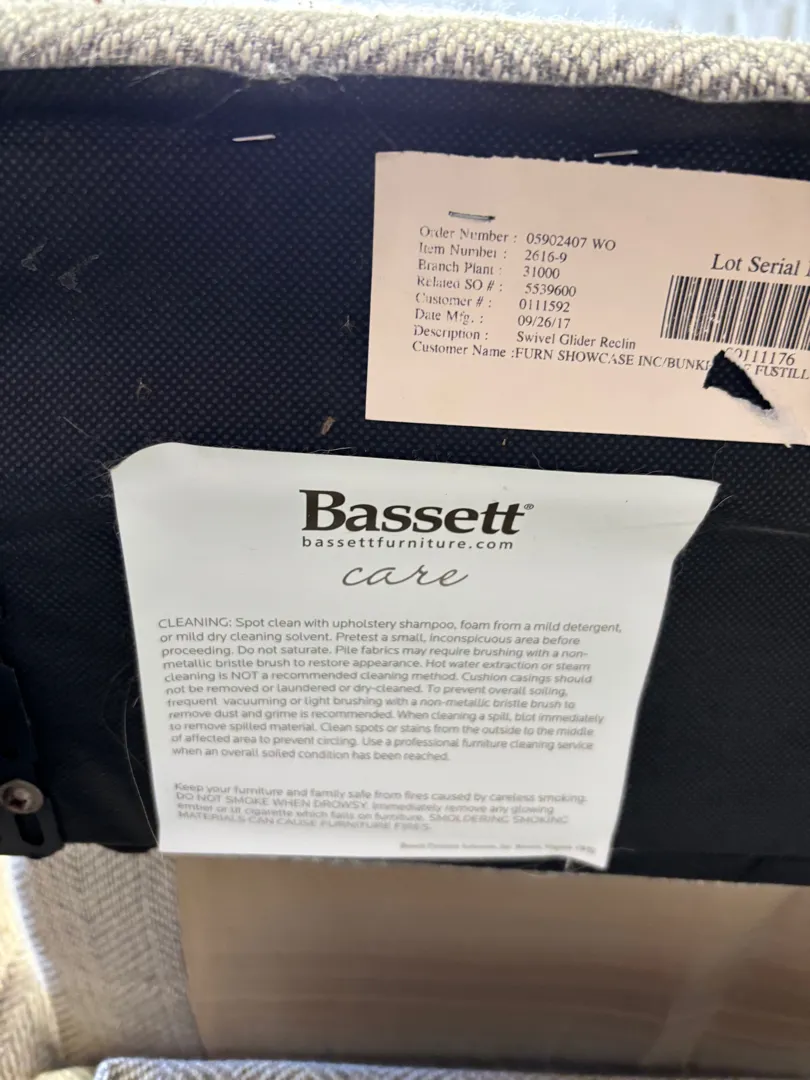 Order Number : 05902407 WO
Item Number : 2616-9
Branch Plant : 31000
Related SO # : 5539600
Customer # : 0111592
Date Mfg. : 09/26/17
Description : Swivel Glider Reclin
Customer Name :FURN SHOWCASE INC/BUNK FUSTILL
Lot Serial
00111176
Bassett®
bassettfurniture.com
care
CLEANING: Spot clean with upholstery shampoo, foam from a mild detergent,
or mild dry cleaning solvent. Pretest a small, inconspicuous area before
proceeding. Do not saturate. Pile fabrics may require brushing with a non-
metallic bristle brush to restore appearance. Hot water extraction or steam
cleaning is NOT a recommended cleaning method. Cushion casings should
not be removed or laundered or dry-cleaned. To prevent overall soiling,
frequent vacuuming or light brushing with a non-metallic bristle brush to
remove dust and grime is recommended. When cleaning a spill, blot immediately
to remove spilled material. Clean spots or stains from the outside to the middle
of affected area to prevent circling. Use a professional furniture cleaning service
when an overall soiled condition has been reached.
Keep your furniture and family safe from fires caused by careless smoking.
DO NOT SMOKE WHEN DROWSY. Immediately remove any glowing
ember or lit cigarette which falls on furniture. SMOLDERING SMOKING
MATERIALS CAN CAUSE FURNITURE FIRES.